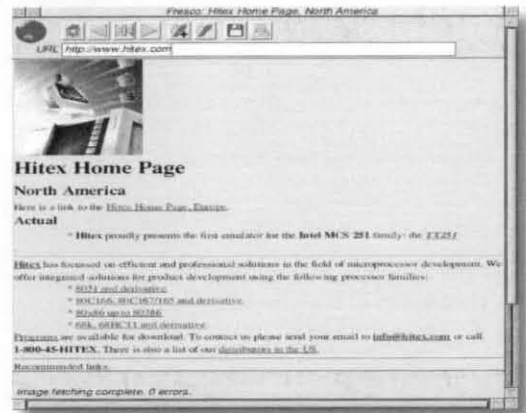 Fresco: Hitex Home Page, North America
URL http://www.hitex.com
Hitex Home Page
North America
Here is a link to the Hitex Home Page, Europe.
Actual
* Hitex proudly presents the first emulator for the Intel MCS 251 family: the TT251
Hitex has focussed on efficient and professional solutions in the field of microprocessor development. We
offer integrated solutions for product development using the following processor families:
* 8051 and derivative
* 80C166, 80C167/165 and derivative
* 80x86 up to 80386
* 68k, 68HC11 and derivative
Programs are available for download. To contact us please send your email to info@hitex.com or call
1-800-45-HITEX. There is also a list of our distributors in the US.
Recommended links
Image fetching complete. 0 errors.